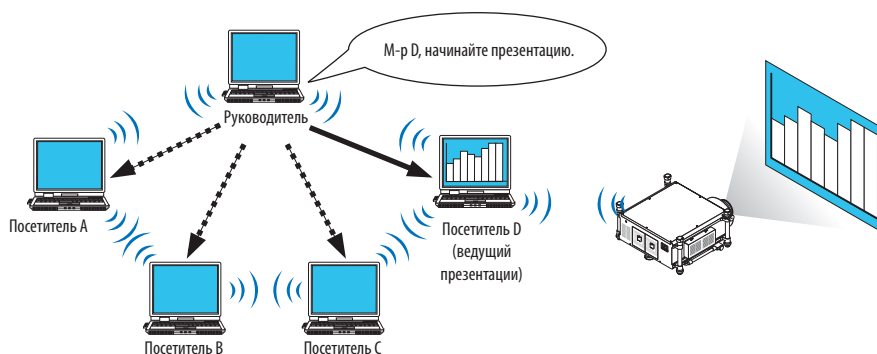 М-р D, начинайте презентацию.
Руководитель
Посетитель A
Посетитель D
(ведущий
презентации)
Посетитель B
Посетитель C